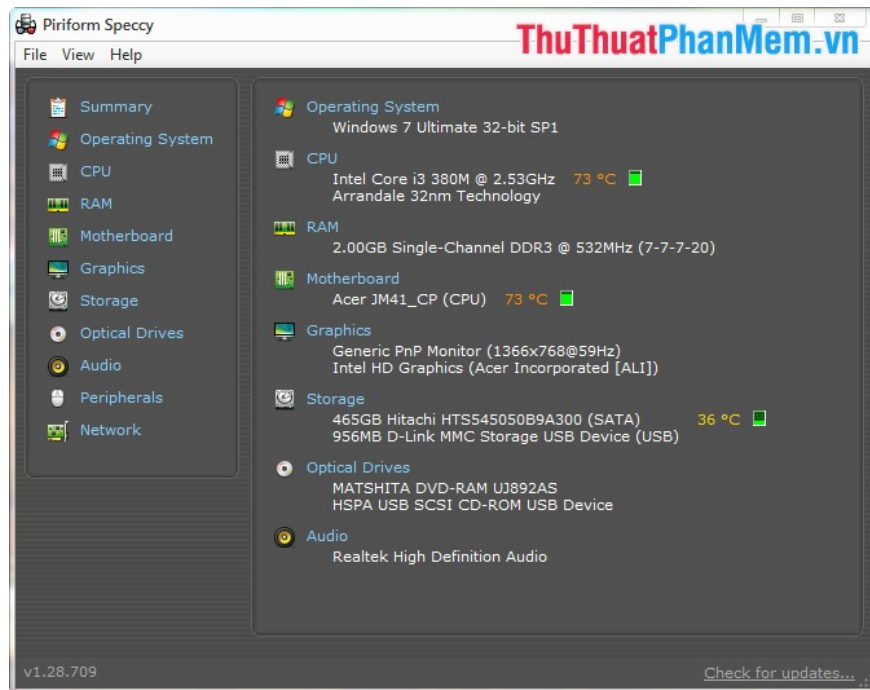 Piriform Speccy
ThuThuatPhanMem.vn
File View Help
Summary
Operating System
CPU
RAM
Motherboard
Graphics
Storage
Optical Drives
Audio
Peripherals
Network
Operating System
Windows 7 Ultimate 32-bit SP1
CPU
Intel Core i3 380M @ 2.53GHz 73 °C
Arrandale 32nm Technology
RAM
2.00GB Single-Channel DDR3 @ 532MHz (7-7-7-20)
Motherboard
Acer JM41_CP (CPU) 73 °C
Graphics
Generic PnP Monitor (1366x768@59Hz)
Intel HD Graphics (Acer Incorporated [ALI])
Storage
465GB Hitachi HTS545050B9A300 (SATA) 36 °C
956MB D-Link MMC Storage USB Device (USB)
Optical Drives
MATSHITA DVD-RAM UJ892AS
HSPA USB SCSI CD-ROM USB Device
Audio
Realtek High Definition Audio
v1.28.709
Check for updates...